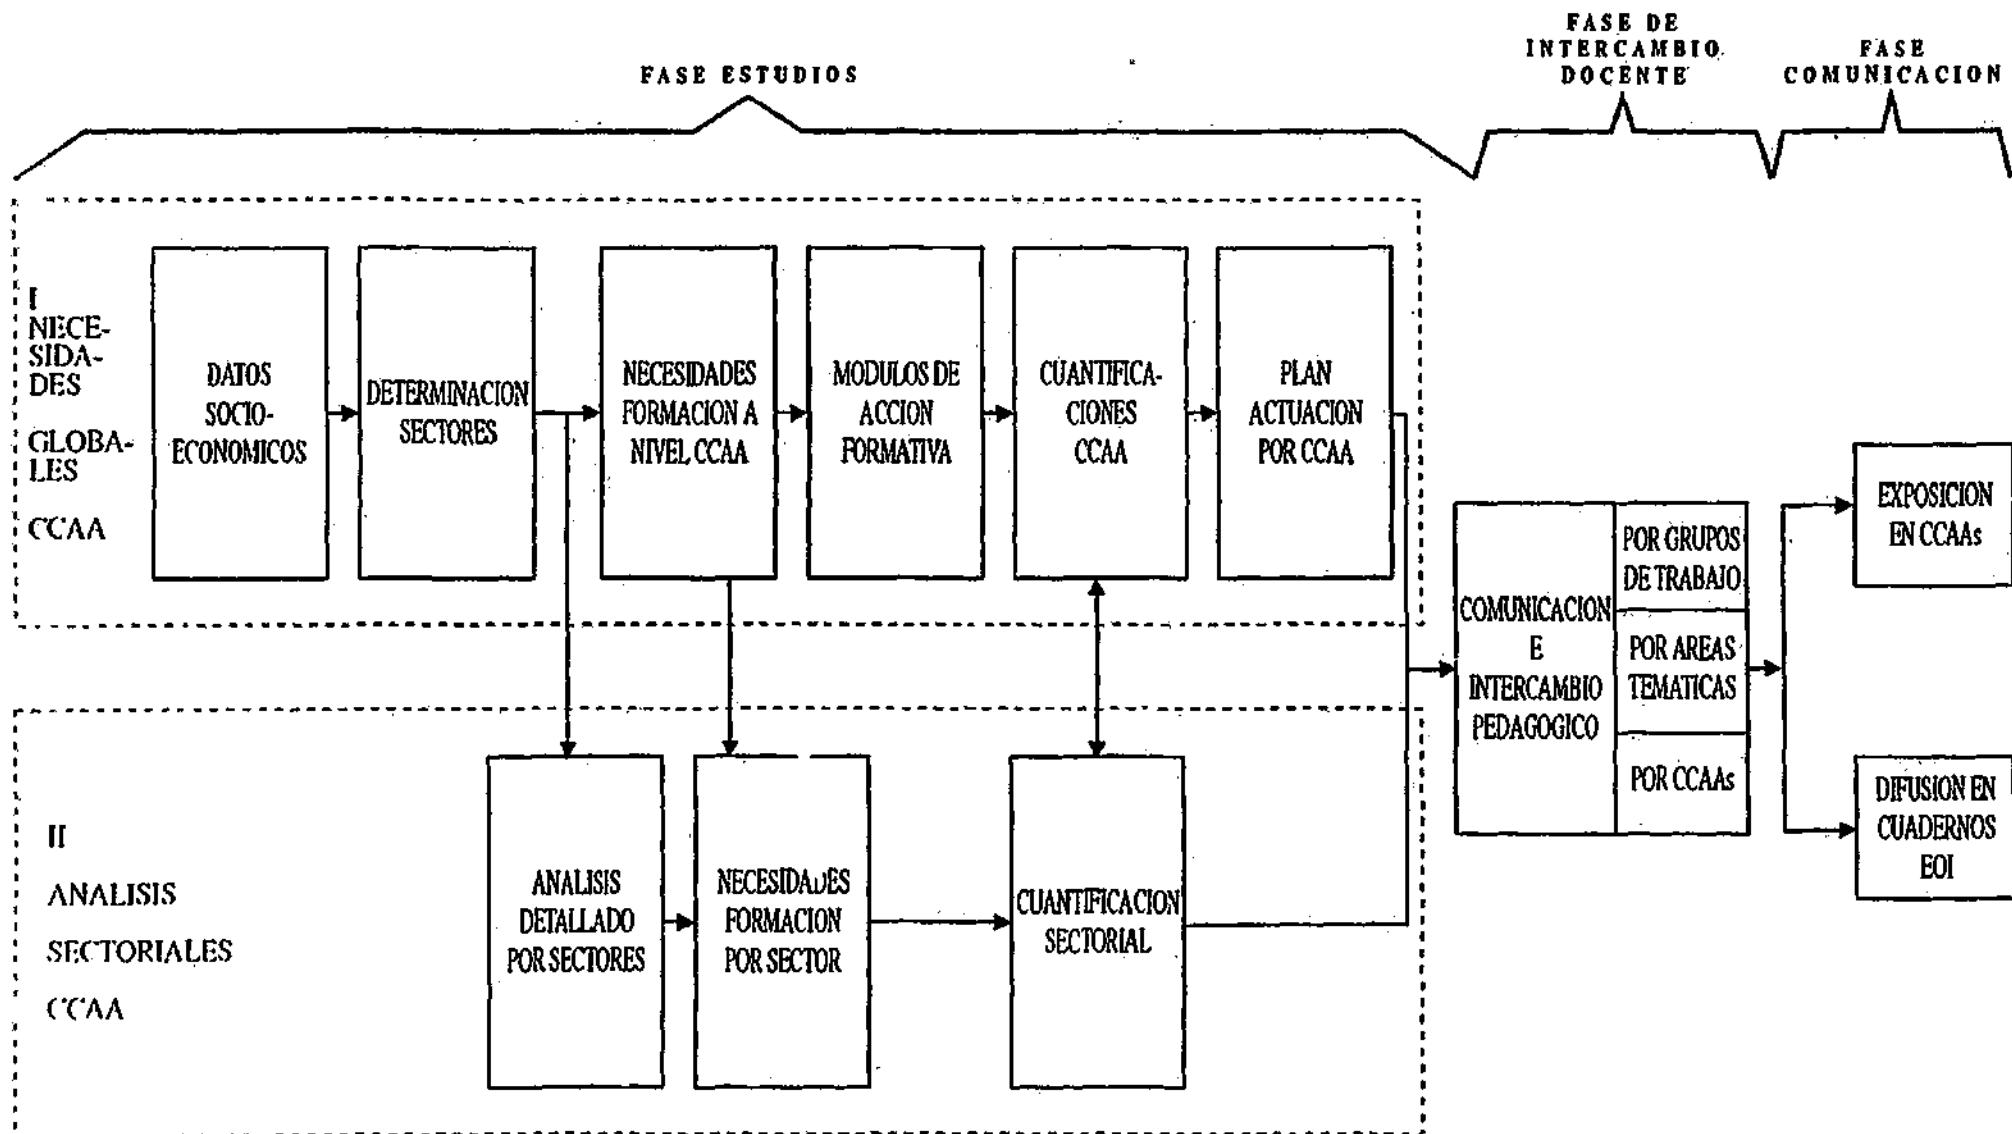 FASE ESTUDIOS
FASE DE
INTERCAMBIO
DOCENTE
FASE
COMUNICACION
I
NECE-
SIDA-
DES
GLOBA-
LES
CCAA
DATOS
SOCIO-
ECONOMICOS
DETERMINACION
SECTORES
NECESIDADES
FORMACION A
NIVEL CCAA
MODULOS DE
ACCION
FORMATIVA
CUANTIFICA-
CIONES
CCAA
PLAN
ACTUACION
POR CCAA
COMUNICACION
E
INTERCAMBIO
PEDAGOGICO
POR GRUPOS
DE TRABAJO
POR AREAS
TEMATICAS
POR CCAAs
EXPOSICION
EN CCAAs
DIFUSION EN
CUADERNOS
EOI
II
ANALISIS
SECTORIALES
CCAA
ANALISIS
DETALLADO
POR SECTORES
NECESIDADES
FORMACION
POR SECTOR
CUANTIFICACION
SECTORIAL